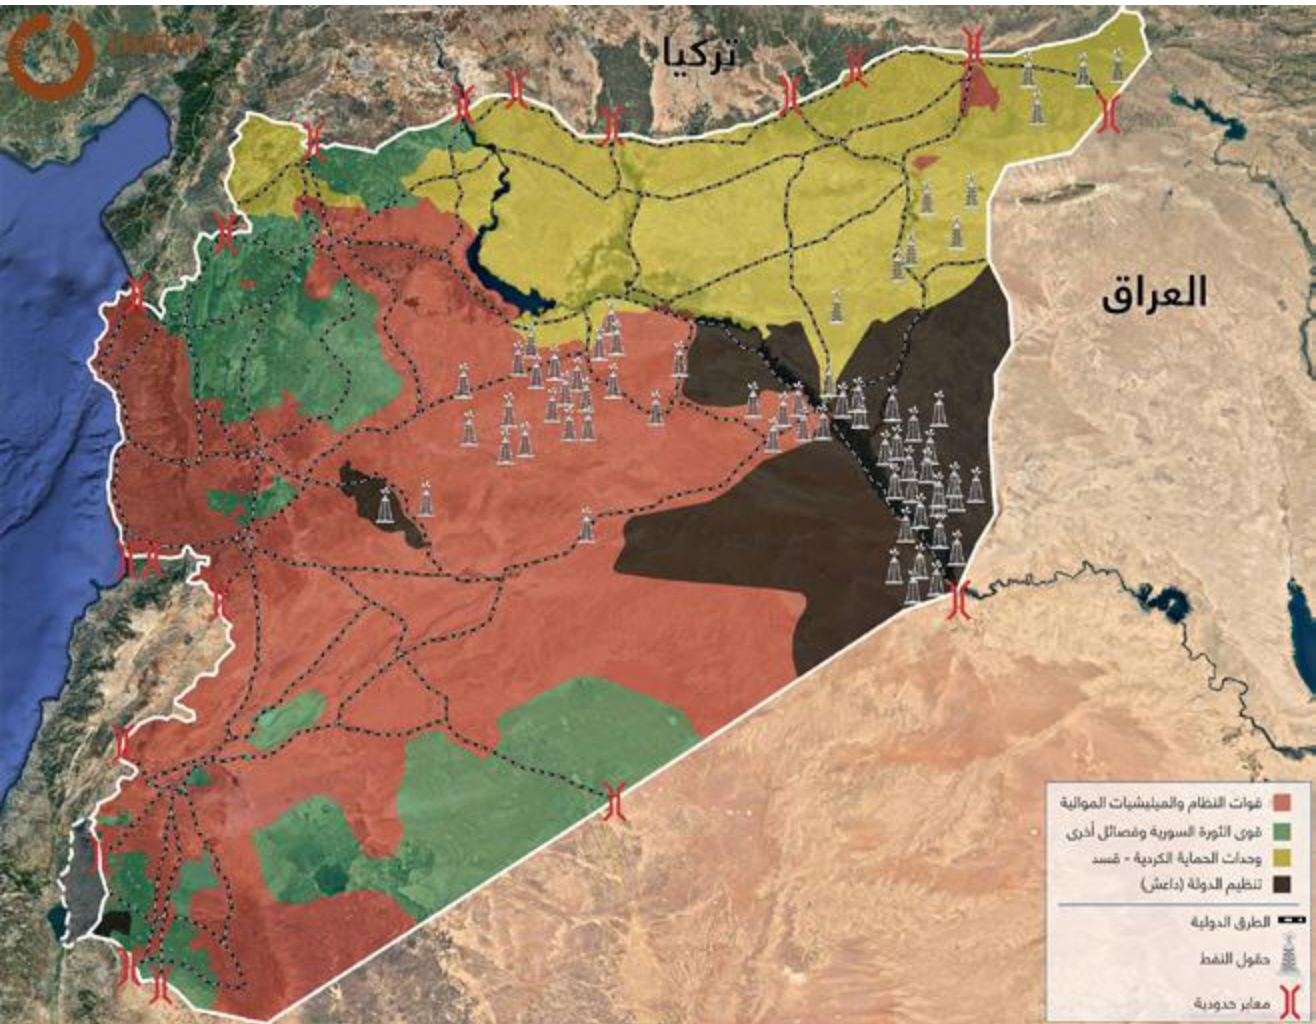 تركيا
العراق
قوات النظام والميليشيات الموالية
قوى الثورة السورية وفصائل أخرى
وحدات الحماية الكردية - قسد
تنظيم الدولة (داعش)
الطرق الدولية
حقول النفط
معابر حدودية